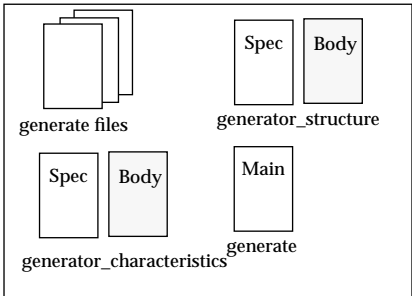 Spec
Body
generate files
generator_structure
Spec
Body
Main
generator_characteristics
generate